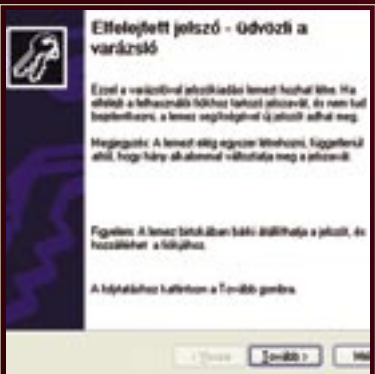 Elfelejtett jelszó - üdvözli a
varázsló
Ezzel a varázslóval jelszókiadási lemezt hozhat létre. Ha
elfelejti a felhasználói fiókhoz tartozó jelszavát, és nem tud
bejelentkezni, a lemez segítségével új jelszót adhat meg.
Megjegyzés: A lemezt elég egyszer létrehozni, függetlenül
attól, hogy hány alkalommal változtatja meg a jelszavát.
Figyelem: A lemez birtokában bárki átállíthatja a jelszót, és
hozzáférhet a fiókjához.
A folytatáshoz kattintson a Tovább gombra.
< Vissza Tovább >